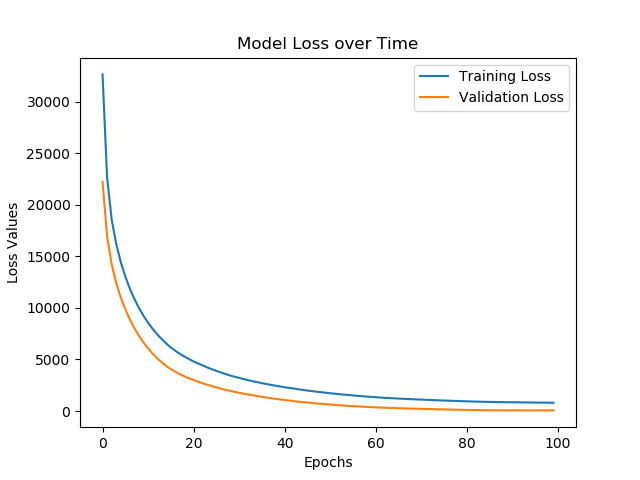 Model Loss over Time
Training Loss
Validation Loss
Loss Values
30000
25000
20000
15000
10000
5000
0
0 20 40 60 80 100
Epochs